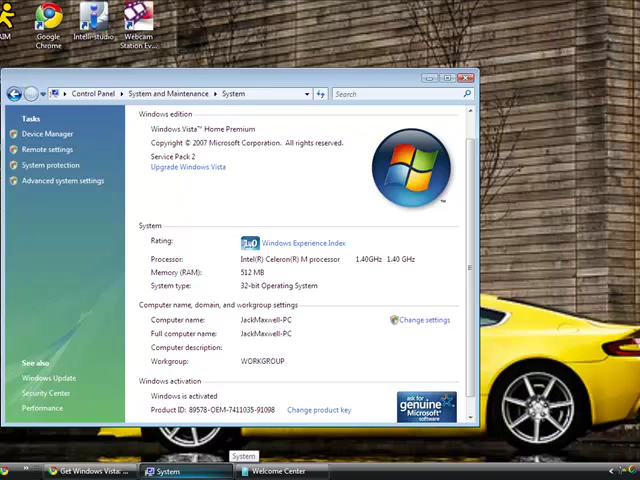 AIM
Google Chrome
Intelli-studio
Webcam Station Ev...
Control Panel
System and Maintenance
System
Search
Tasks
Device Manager
Remote settings
System protection
Advanced system settings
See also
Windows Update
Security Center
Performance
Windows edition
Windows Vista™ Home Premium
Copyright © 2007 Microsoft Corporation. All rights reserved.
Service Pack 2
Upgrade Windows Vista
™
System
Rating:
1.0
Windows Experience Index
Processor: Intel(R) Celeron(R) M processor 1.40GHz 1.40 GHz
Memory (RAM): 512 MB
System type: 32-bit Operating System
Computer name, domain, and workgroup settings
Computer name: JackMaxwell-PC
Change settings
Full computer name: JackMaxwell-PC
Computer description:
Workgroup: WORKGROUP
Windows activation
Windows is activated
Product ID: 89578-OEM-7411035-91098
Change product key
ask for
genuine
Microsoft
software
System
Get Windows Vista: ...
System
Welcome Center